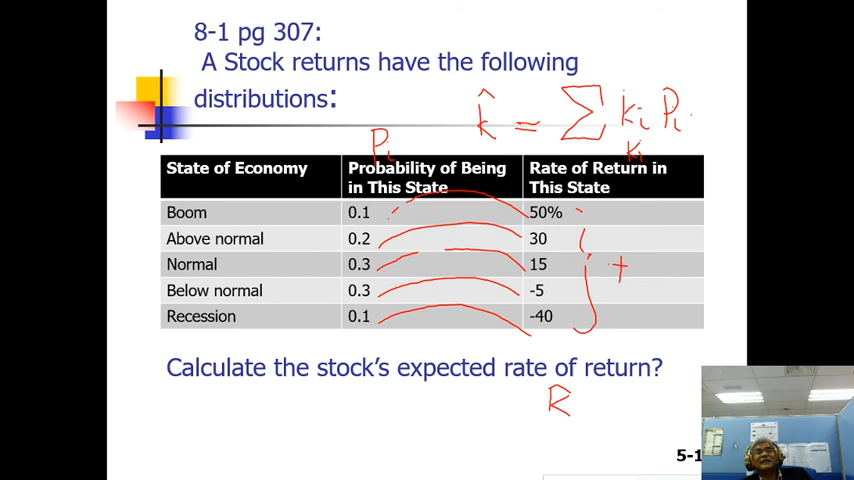 8-1 pg 307:
A Stock returns have the following
distributions:
k̂ = Σ ki Pi
Pi
ki
State of Economy Probability of Being in This State Rate of Return in This State
Boom 0.1 50%
Above normal 0.2 30
Normal 0.3 15
Below normal 0.3 -5
Recession 0.1 -40
+
Calculate the stock's expected rate of return?
R
5-1